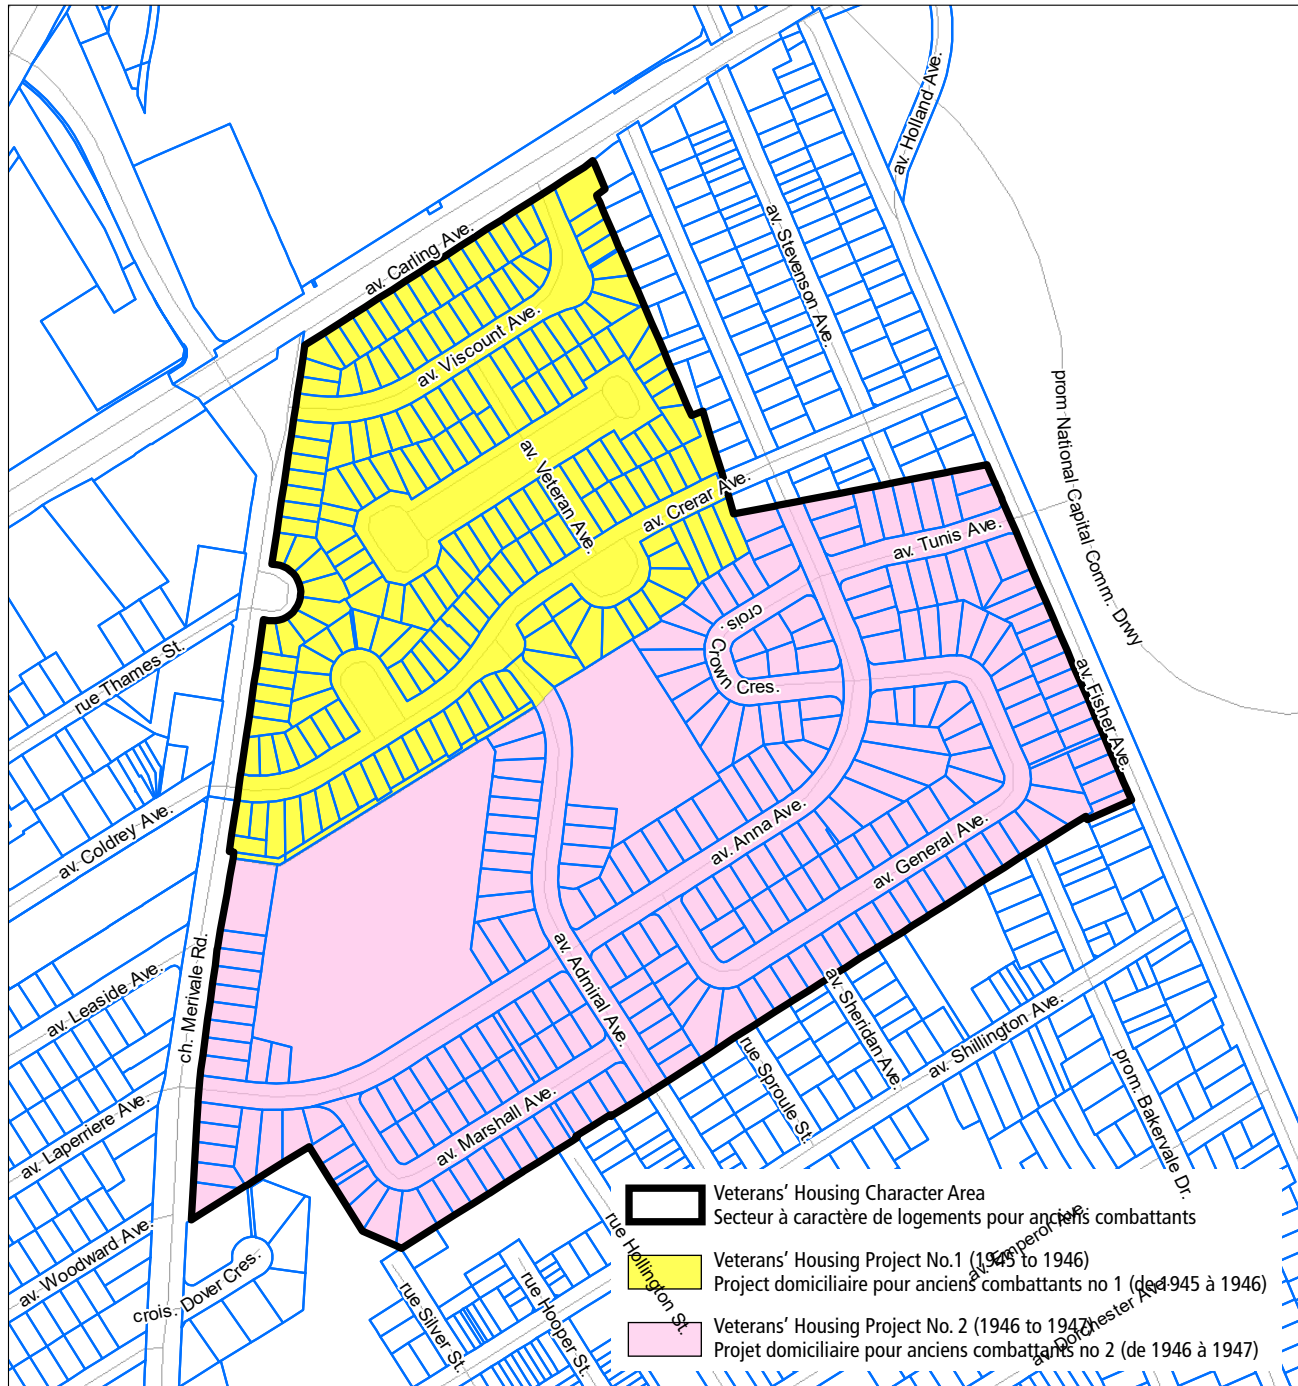 av. Holland Ave.
av. Carling Ave.
av. Stevenson Ave.
av. Viscount Ave.
prom National Capital Comm. Drwy
av. Veteran Ave.
av. Crerar Ave.
av. Tunis Ave.
crois.
Crown Cres.
rue Thames St.
av. Fisher Ave.
av. Coldrey Ave.
av. Anna Ave.
av. General Ave.
ch. Merivale Rd.
av. Leaside Ave.
av. Admiral Ave.
av. Sheridan Ave.
av. Shillington Ave.
rue Sproule St.
prom. Bakervale Dr.
av. Laperriere Ave.
av. Marshall Ave.
av. Woodward Ave.
crois. Dover Cres.
rue Silver St.
rue Hooper St.
rue Hollington St.
av. Emperor Ave.
av. Dorchester Ave.
Veterans' Housing Character Area
Secteur à caractère de logements pour anciens combattants
Veterans' Housing Project No.1 (1945 to 1946)
Project domiciliaire pour anciens combattants no 1 (de 1945 à 1946)
Veterans' Housing Project No. 2 (1946 to 1947)
Projet domiciliaire pour anciens combattants no 2 (de 1946 à 1947)